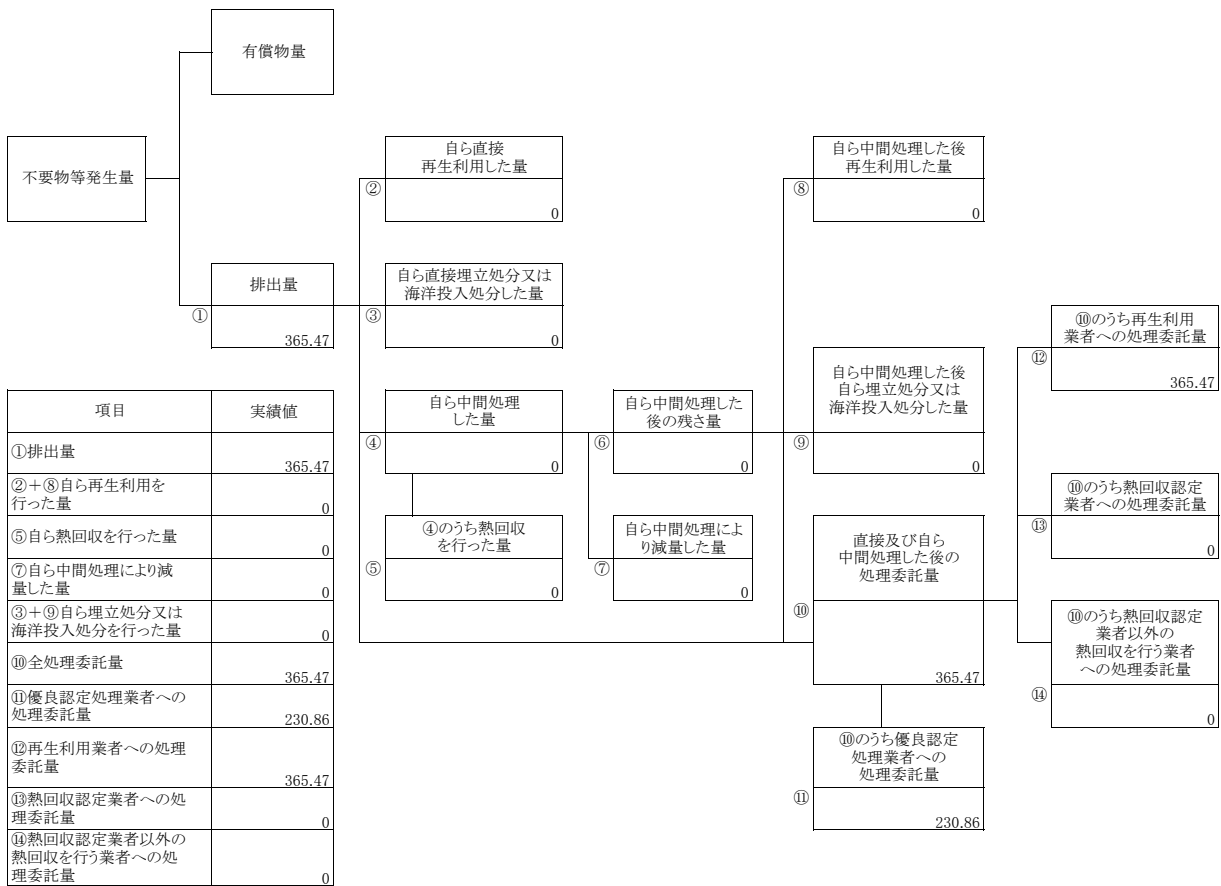 有償物量
不要物等発生量
排出量
①
365.47
自ら直接
再生利用した量
②
0
自ら直接埋立処分又は
海洋投入処分した量
③
0
自ら中間処理
した量
④
0
④のうち熱回収
を行った量
⑤
0
自ら中間処理した
後の残さ量
⑥
0
自ら中間処理によ
り減量した量
⑦
0
自ら中間処理した後
再生利用した量
⑧
0
自ら中間処理した後
自ら埋立処分又は
海洋投入処分した量
⑨
0
直接及び自ら
中間処理した後の
処理委託量
⑩
365.47
⑩のうち優良認定
処理業者への
処理委託量
⑪
230.86
⑩のうち再生利用
業者への処理委託量
⑫
365.47
⑩のうち熱回収認定
業者への処理委託量
⑬
0
⑩のうち熱回収認定
業者以外の
熱回収を行う業者
への処理委託量
⑭
0
項目 実績値
①排出量
365.47
②＋⑧自ら再生利用を
行った量
0
⑤自ら熱回収を行った量
0
⑦自ら中間処理により減
量した量
0
③＋⑨自ら埋立処分又は
海洋投入処分を行った量
0
⑩全処理委託量
365.47
⑪優良認定処理業者への
処理委託量
230.86
⑫再生利用業者への処理
委託量
365.47
⑬熱回収認定業者への処
理委託量
0
⑭熱回収認定業者以外の
熱回収を行う業者への処
理委託量
0